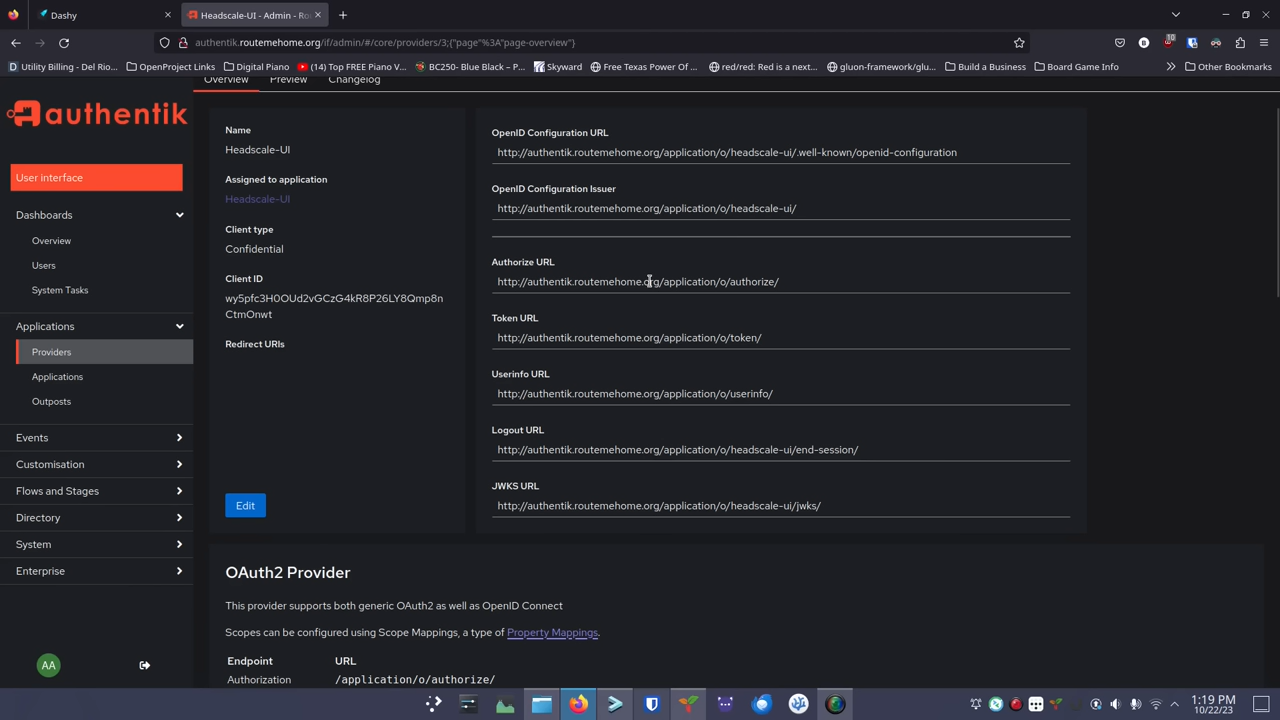 Dashy
Headscale-UI - Admin - Ro
authentik.routemehome.org/if/admin/#/core/providers/3;{"page"%3A"page-overview"}
Utility Billing - Del Rio...
OpenProject Links
Digital Piano
(14) Top FREE Piano V...
BC250- Blue Black – P...
Skyward
Free Texas Power Of ...
red/red: Red is a next...
gluon-framework/glu...
Build a Business
Board Game Info
Other Bookmarks
authentik
User interface
Dashboards
Overview
Users
System Tasks
Applications
Providers
Applications
Outposts
Events
Customisation
Flows and Stages
Directory
System
Enterprise
AA
Overview
Preview
Changelog
Name
Headscale-UI
Assigned to application
Headscale-UI
Client type
Confidential
Client ID
wy5pfc3H0OUd2vGCzG4kR8P26LY8Qmp8n
CtmOnwt
Redirect URIs
Edit
OpenID Configuration URL
http://authentik.routemehome.org/application/o/headscale-ui/.well-known/openid-configuration
OpenID Configuration Issuer
http://authentik.routemehome.org/application/o/headscale-ui/
Authorize URL
http://authentik.routemehome.org/application/o/authorize/
Token URL
http://authentik.routemehome.org/application/o/token/
Userinfo URL
http://authentik.routemehome.org/application/o/userinfo/
Logout URL
http://authentik.routemehome.org/application/o/headscale-ui/end-session/
JWKS URL
http://authentik.routemehome.org/application/o/headscale-ui/jwks/
OAuth2 Provider
This provider supports both generic OAuth2 as well as OpenID Connect
Scopes can be configured using Scope Mappings, a type of Property Mappings.
Endpoint URL
Authorization /application/o/authorize/
1:19 PM
10/22/23